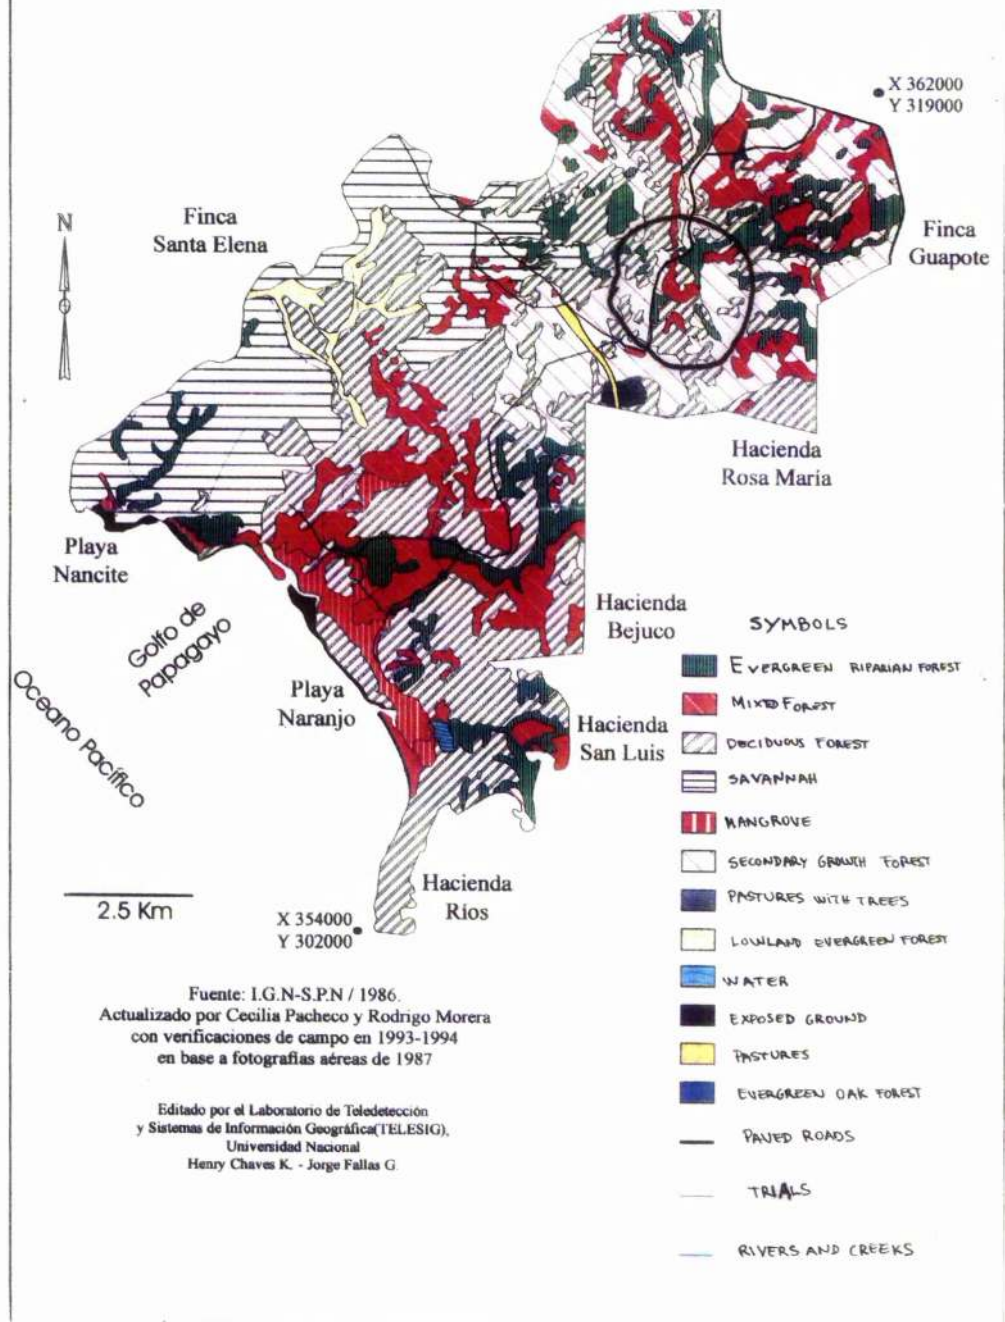 X 362000
Y 319000
N
Finca
Santa Elena
Finca
Guapote
Hacienda
Rosa María
Playa
Nancite
Golfo de
Papagayo
Oceano Pacífico
Hacienda
Bejuco
Playa
Naranjo
Hacienda
San Luis
Hacienda
Ríos
2.5 Km
X 354000
Y 302000
SYMBOLS
EVERGREEN RIPARIAN FOREST
MIXED FOREST
DECIDUOUS FOREST
SAVANNAH
MANGROVE
SECONDARY GROWTH FOREST
PASTURES WITH TREES
LOWLAND EVERGREEN FOREST
WATER
EXPOSED GROUND
PASTURES
EVERGREEN OAK FOREST
PAVED ROADS
TRIALS
RIVERS AND CREEKS
Fuente: I.G.N-S.P.N / 1986.
Actualizado por Cecilia Pacheco y Rodrigo Morera
con verificaciones de campo en 1993-1994
en base a fotografías aéreas de 1987
Editado por el Laboratorio de Teledetección
y Sistemas de Información Geográfica(TELESIG),
Universidad Nacional
Henry Chaves K. - Jorge Fallas G.